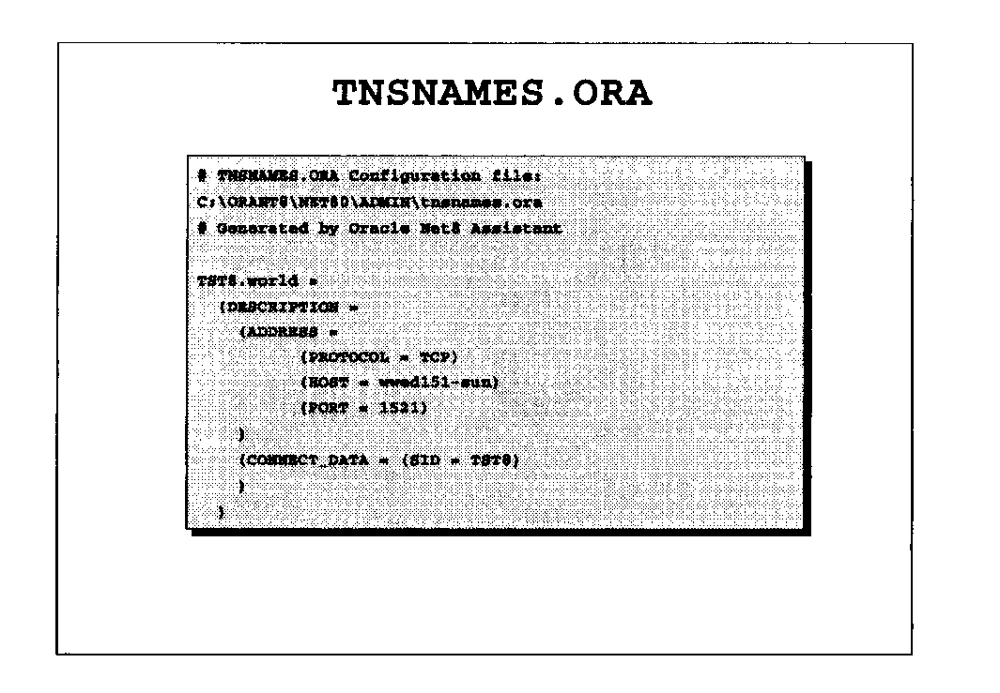 TNSNAMES.ORA
# TNSNAMES.ORA Configuration file:
C:\ORANT8\NET80\ADMIN\tnsnames.ora
# Generated by Oracle Net8 Assistant
TST8.world =
(DESCRIPTION =
(ADDRESS =
(PROTOCOL = TCP)
(HOST = wwed151-sun)
(PORT = 1521)
)
(CONNECT_DATA = (SID = TST8)
)
)